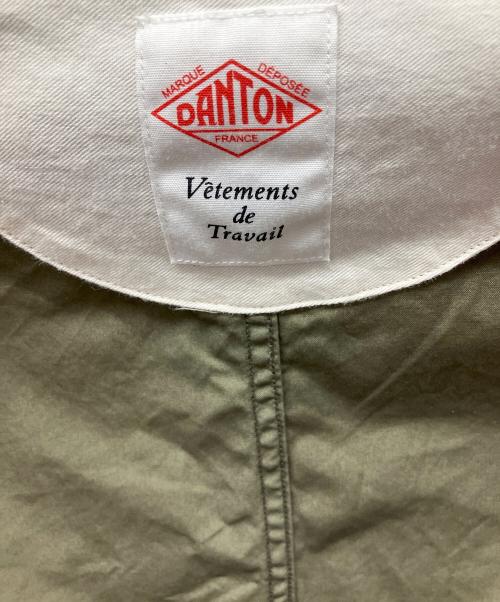 MARQUE DÉPOSÉE
DANTON
FRANCE
Vêtements
de
Travail